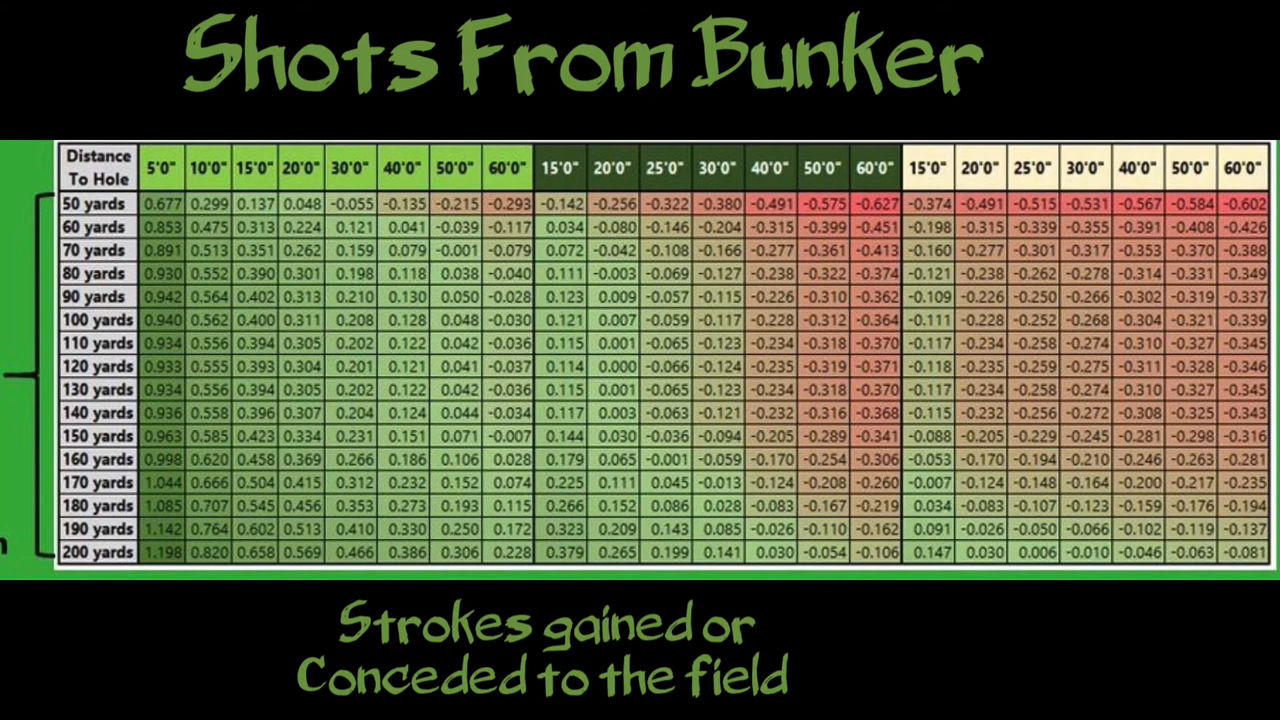 Shots From Bunker
Distance
To Hole 5'0" 10'0" 15'0" 20'0" 30'0" 40'0" 50'0" 60'0" 15'0" 20'0" 25'0" 30'0" 40'0" 50'0" 60'0" 15'0" 20'0" 25'0" 30'0" 40'0" 50'0" 60'0"
50 yards 0.677 0.299 0.137 0.048 -0.055 -0.135 -0.215 -0.293 -0.142 -0.256 -0.322 -0.380 -0.491 -0.575 -0.627 -0.374 -0.491 -0.515 -0.531 -0.567 -0.584 -0.602
60 yards 0.853 0.475 0.313 0.224 0.121 0.041 -0.039 -0.117 0.034 -0.080 -0.146 -0.204 -0.315 -0.399 -0.451 -0.198 -0.315 -0.339 -0.355 -0.391 -0.408 -0.426
70 yards 0.891 0.513 0.351 0.262 0.159 0.079 -0.001 -0.079 0.072 -0.042 -0.108 -0.166 -0.277 -0.361 -0.413 -0.160 -0.277 -0.301 -0.317 -0.353 -0.370 -0.388
80 yards 0.930 0.552 0.390 0.301 0.198 0.118 0.038 -0.040 0.111 -0.003 -0.069 -0.127 -0.238 -0.322 -0.374 -0.121 -0.238 -0.262 -0.278 -0.314 -0.331 -0.349
90 yards 0.942 0.564 0.402 0.313 0.210 0.130 0.050 -0.028 0.123 0.009 -0.057 -0.115 -0.226 -0.310 -0.362 -0.109 -0.226 -0.250 -0.266 -0.302 -0.319 -0.337
100 yards 0.940 0.562 0.400 0.311 0.208 0.128 0.048 -0.030 0.121 0.007 -0.059 -0.117 -0.228 -0.312 -0.364 -0.111 -0.228 -0.252 -0.268 -0.304 -0.321 -0.339
110 yards 0.934 0.556 0.394 0.305 0.202 0.122 0.042 -0.036 0.115 0.001 -0.065 -0.123 -0.234 -0.318 -0.370 -0.117 -0.234 -0.258 -0.274 -0.310 -0.327 -0.345
120 yards 0.933 0.555 0.393 0.304 0.201 0.121 0.041 -0.037 0.114 0.000 -0.066 -0.124 -0.235 -0.319 -0.371 -0.118 -0.235 -0.259 -0.275 -0.311 -0.328 -0.346
130 yards 0.934 0.556 0.394 0.305 0.202 0.122 0.042 -0.036 0.115 0.001 -0.065 -0.123 -0.234 -0.318 -0.370 -0.117 -0.234 -0.258 -0.274 -0.310 -0.327 -0.345
140 yards 0.936 0.558 0.396 0.307 0.204 0.124 0.044 -0.034 0.117 0.003 -0.063 -0.121 -0.232 -0.316 -0.368 -0.115 -0.232 -0.256 -0.272 -0.308 -0.325 -0.343
150 yards 0.963 0.585 0.423 0.334 0.231 0.151 0.071 -0.007 0.144 0.030 -0.036 -0.094 -0.205 -0.289 -0.341 -0.088 -0.205 -0.229 -0.245 -0.281 -0.298 -0.316
160 yards 0.998 0.620 0.458 0.369 0.266 0.186 0.106 0.028 0.179 0.065 -0.001 -0.059 -0.170 -0.254 -0.306 -0.053 -0.170 -0.194 -0.210 -0.246 -0.263 -0.281
170 yards 1.044 0.666 0.504 0.415 0.312 0.232 0.152 0.074 0.225 0.111 0.045 -0.013 -0.124 -0.208 -0.260 -0.007 -0.124 -0.148 -0.164 -0.200 -0.217 -0.235
180 yards 1.085 0.707 0.545 0.456 0.353 0.273 0.193 0.115 0.266 0.152 0.086 0.028 -0.083 -0.167 -0.219 0.034 -0.083 -0.107 -0.123 -0.159 -0.176 -0.194
190 yards 1.142 0.764 0.602 0.513 0.410 0.330 0.250 0.172 0.323 0.209 0.143 0.085 -0.026 -0.110 -0.162 0.091 -0.026 -0.050 -0.066 -0.102 -0.119 -0.137
200 yards 1.198 0.820 0.658 0.569 0.466 0.386 0.306 0.228 0.379 0.265 0.199 0.141 0.030 -0.054 -0.106 0.147 0.030 0.006 -0.010 -0.046 -0.063 -0.081
Strokes gained or
Conceded to the field